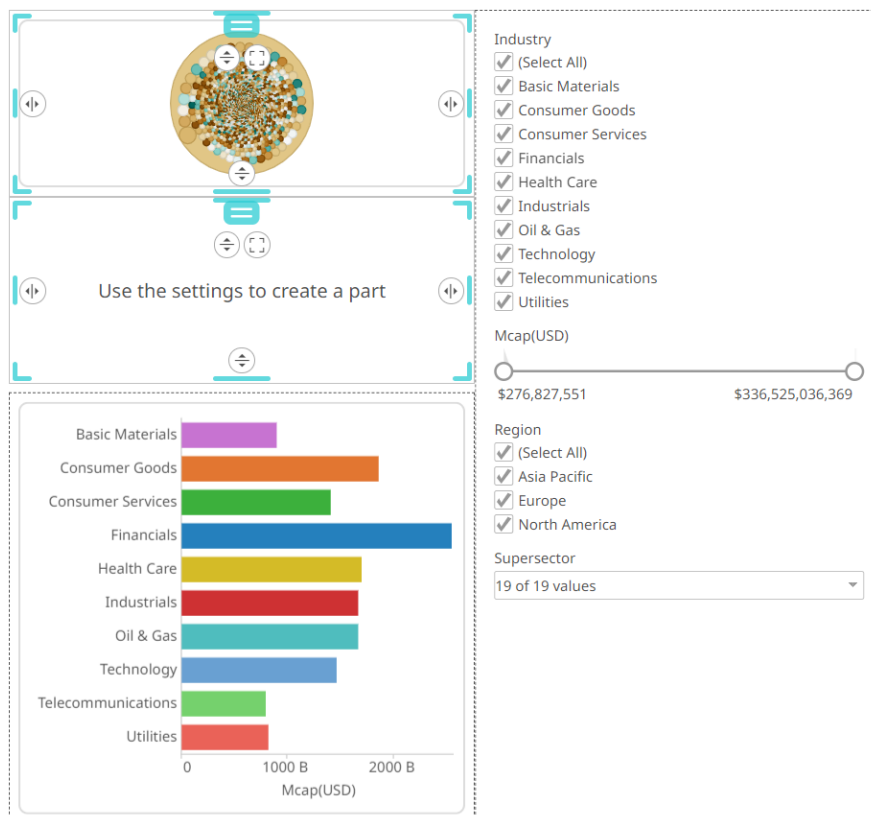 Use the settings to create a part
Basic Materials
Consumer Goods
Consumer Services
Financials
Health Care
Industrials
Oil & Gas
Technology
Telecommunications
Utilities
0 1000 B 2000 B
Mcap(USD)
Industry
(Select All)
Basic Materials
Consumer Goods
Consumer Services
Financials
Health Care
Industrials
Oil & Gas
Technology
Telecommunications
Utilities
Mcap(USD)
$276,827,551 $336,525,036,369
Region
(Select All)
Asia Pacific
Europe
North America
Supersector
19 of 19 values